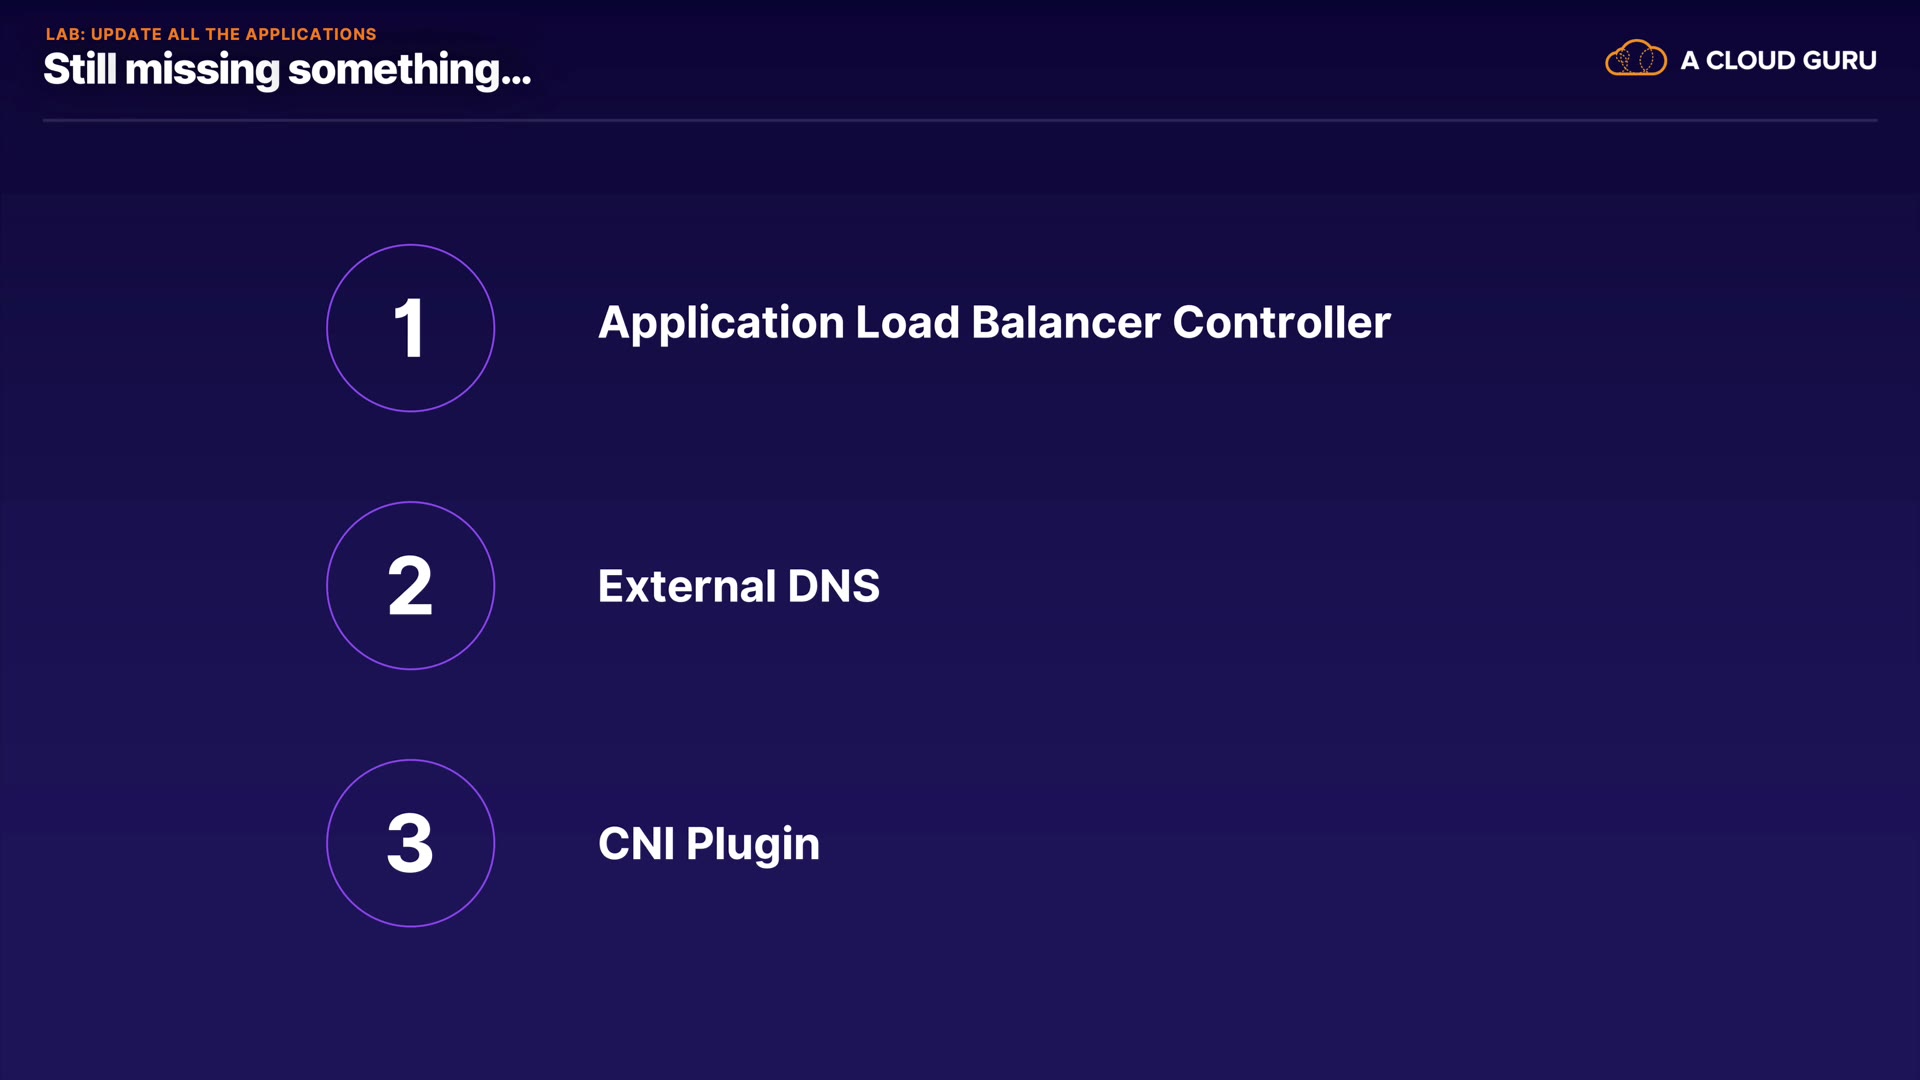 LAB: UPDATE ALL THE APPLICATIONS
Still missing something...
A CLOUD GURU
1
Application Load Balancer Controller
2
External DNS
3
CNI Plugin